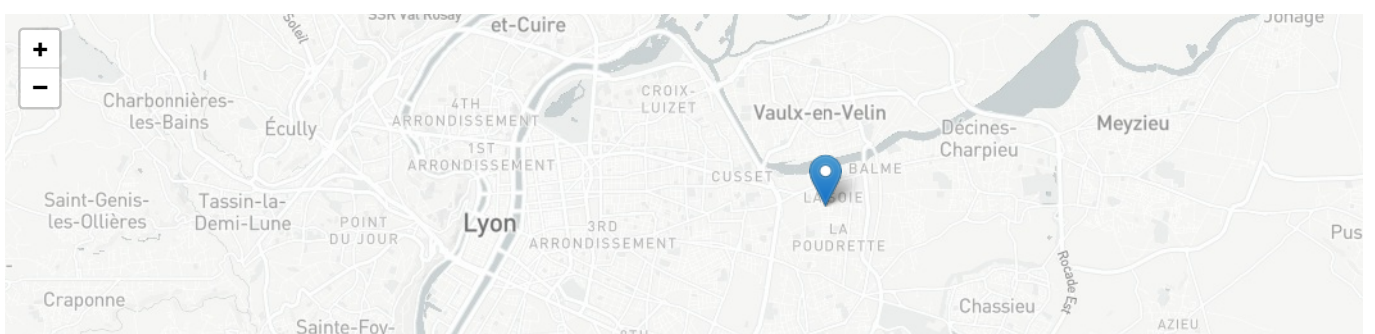 SSR Val Rosay
Soleil
et-Cuire
Jonage
+
−
CROIX-
LUIZET
Charbonnières-
les-Bains
4TH
ARRONDISSEMENT
Écully
Vaulx-en-Velin
Décines-
Charpieu
Meyzieu
1ST
ARRONDISSEMENT
CUSSET
BALME
LA SOIE
Saint-Genis-
les-Ollières
Tassin-la-
Demi-Lune
POINT
DU JOUR
Lyon
3RD
ARRONDISSEMENT
LA
POUDRETTE
Pus
Rocade Est
Craponne
Chassieu
Sainte-Foy-
AZIEU